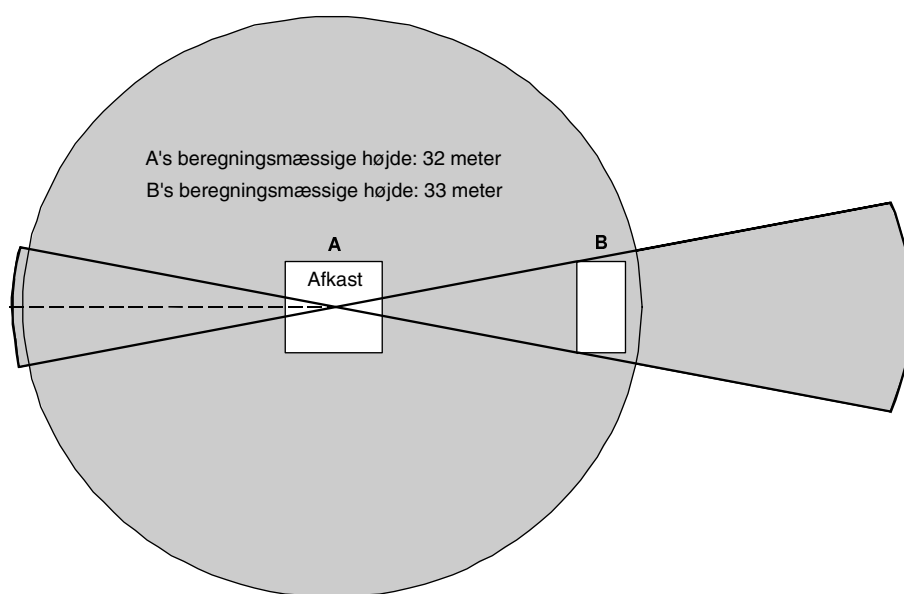 A's beregningsmæssige højde: 32 meter
B's beregningsmæssige højde: 33 meter
A
B
Afkast